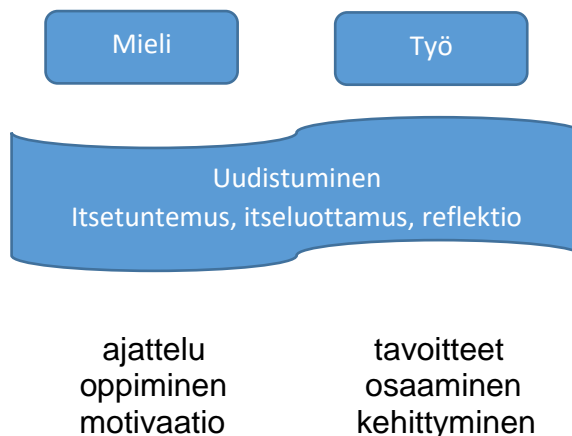 Mieli
Työ
Uudistuminen
Itsetuntemus, itseluottamus, reflektio
ajattelu
oppiminen
motivaatio
tavoitteet
osaaminen
kehittyminen